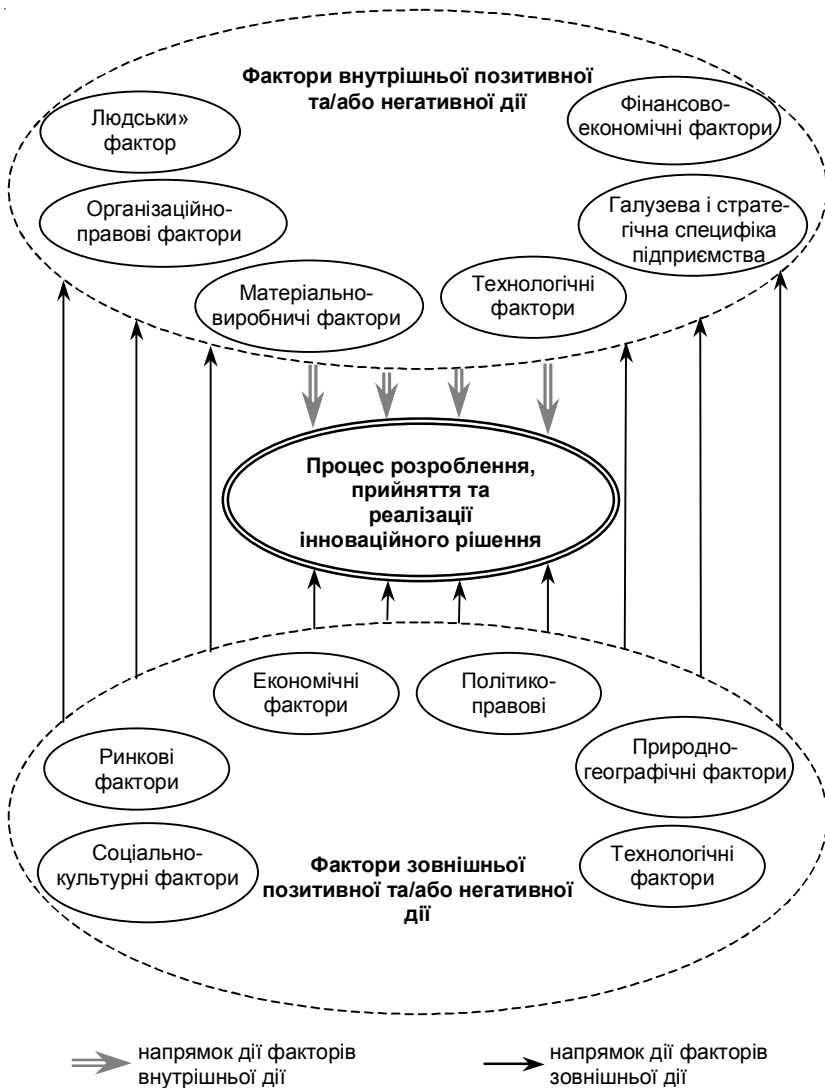 Фактори внутрішньої позитивної
та/або негативної дії
Людськи»
фактор
Фінансово-
економічні фактори
Організаційно-
правові фактори
Галузева і страте-
гічна специфіка
підприємства
Матеріально-
виробничі фактори
Технологічні
фактори
Процес розроблення,
прийняття та
реалізації
інноваційного рішення
Економічні
фактори
Політико-
правові
Ринкові
фактори
Природно-
географічні фактори
Соціально-
культурні фактори
Фактори зовнішньої
позитивної та/або негативної
дії
Технологічні
фактори
напрямок дії факторів
внутрішньої дії
напрямок дії факторів
зовнішньої дії